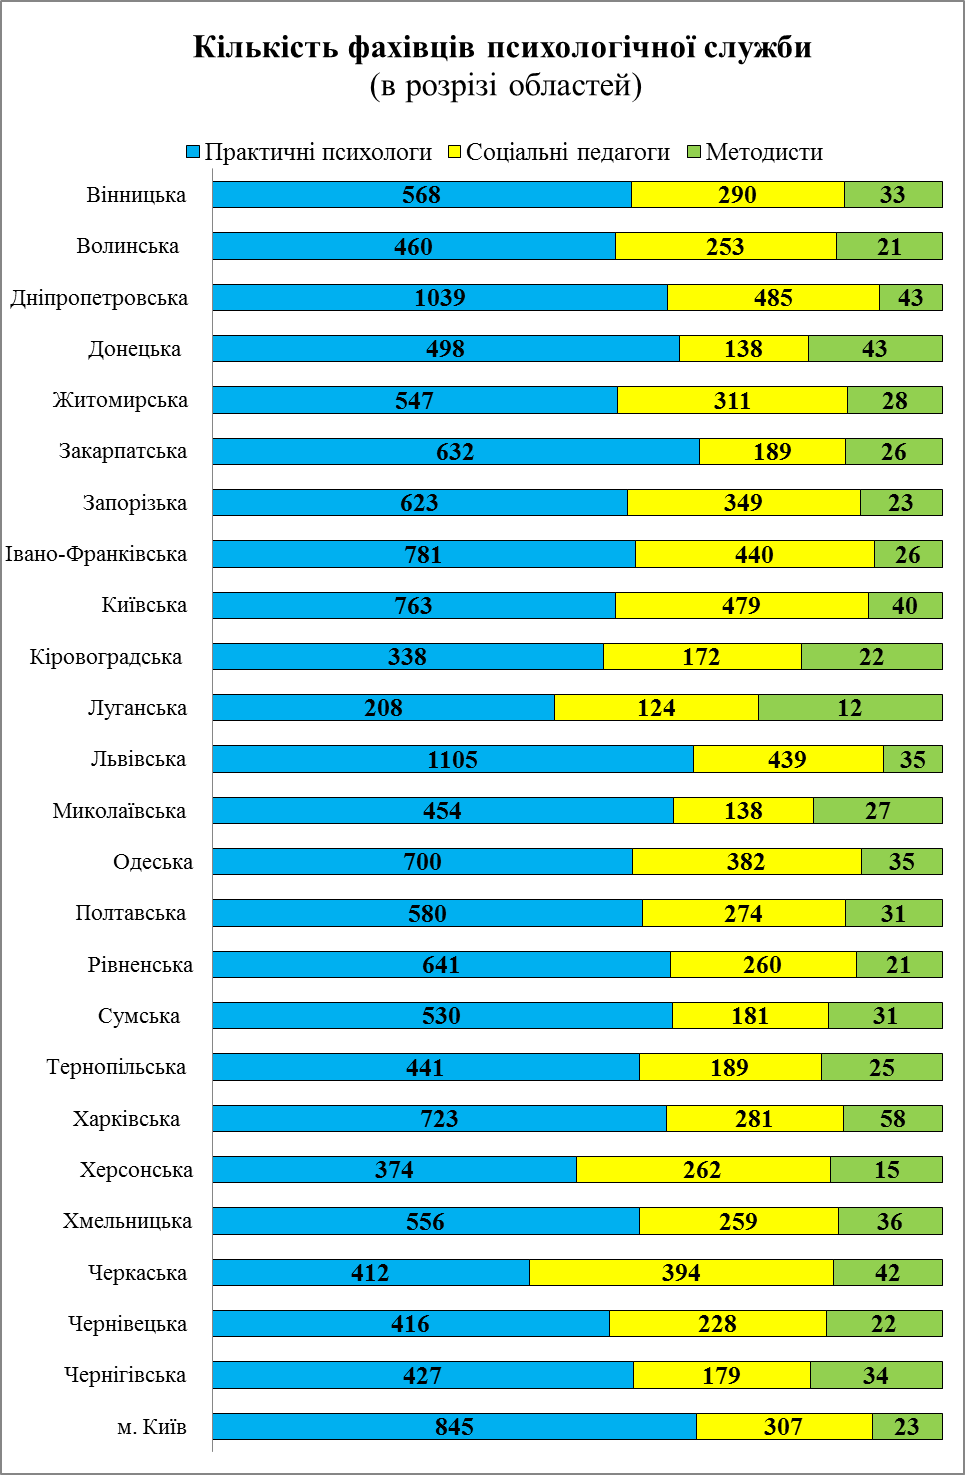 Кількість фахівців психологічної служби
(в розрізі областей)
Практичні психологи Соціальні педагоги Методисти
Вінницька 568 290 33
Волинська 460 253 21
Дніпропетровська 1039 485 43
Донецька 498 138 43
Житомирська 547 311 28
Закарпатська 632 189 26
Запорізька 623 349 23
Івано-Франківська 781 440 26
Київська 763 479 40
Кіровоградська 338 172 22
Луганська 208 124 12
Львівська 1105 439 35
Миколаївська 454 138 27
Одеська 700 382 35
Полтавська 580 274 31
Рівненська 641 260 21
Сумська 530 181 31
Тернопільська 441 189 25
Харківська 723 281 58
Херсонська 374 262 15
Хмельницька 556 259 36
Черкаська 412 394 42
Чернівецька 416 228 22
Чернігівська 427 179 34
м. Київ 845 307 23